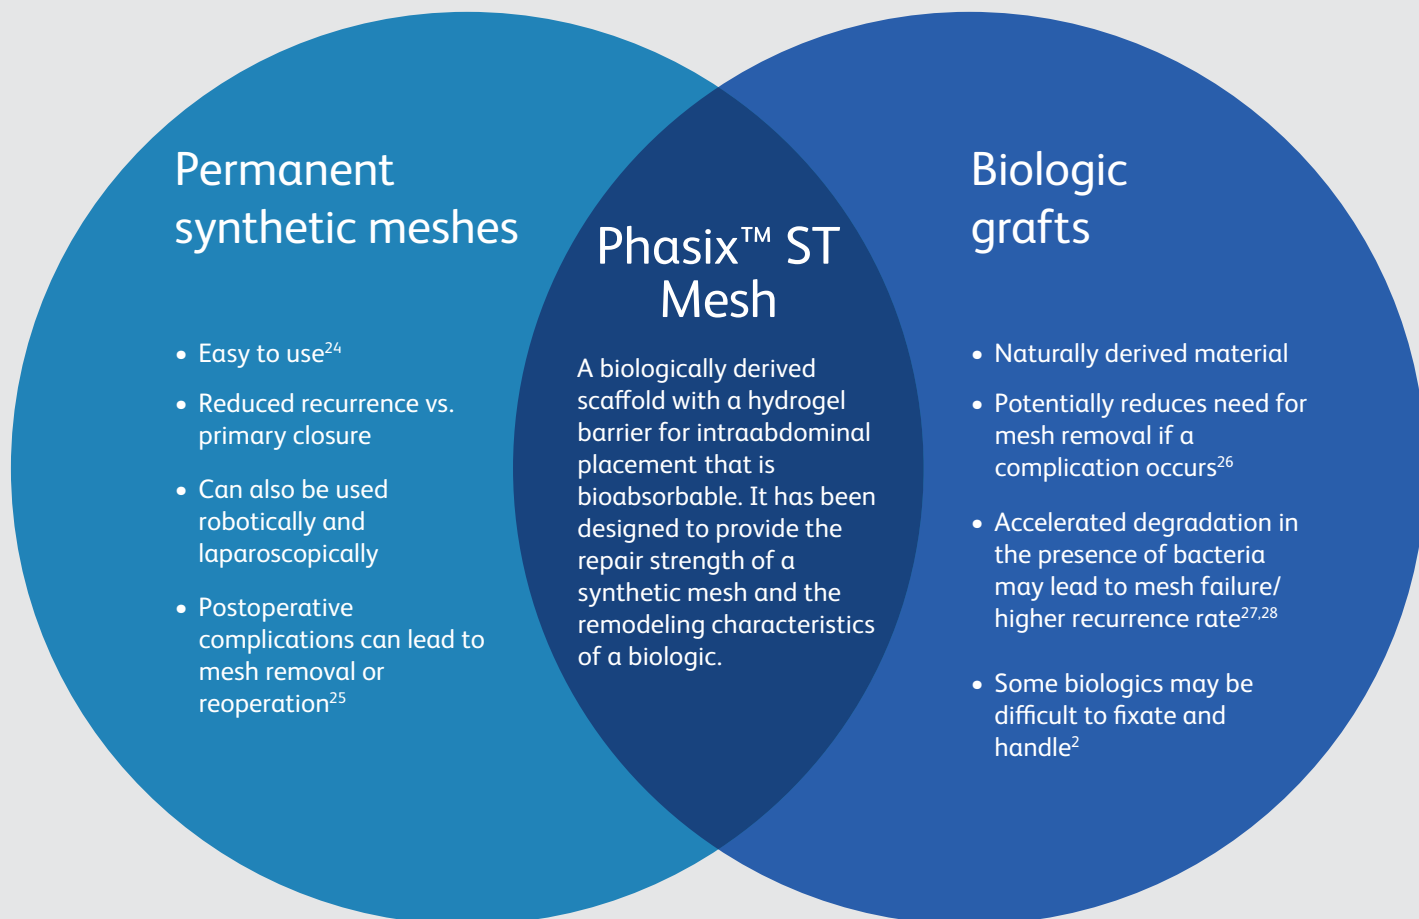 Permanent
synthetic meshes
• Easy to use24
• Reduced recurrence vs.
primary closure
• Can also be used
robotically and
laparoscopically
• Postoperative
complications can lead to
mesh removal or
reoperation25
Phasix™ ST
Mesh
A biologically derived
scaffold with a hydrogel
barrier for intraabdominal
placement that is
bioabsorbable. It has been
designed to provide the
repair strength of a
synthetic mesh and the
remodeling characteristics
of a biologic.
Biologic
grafts
• Naturally derived material
• Potentially reduces need for
mesh removal if a
complication occurs26
• Accelerated degradation in
the presence of bacteria
may lead to mesh failure/
higher recurrence rate27,28
• Some biologics may be
difficult to fixate and
handle2